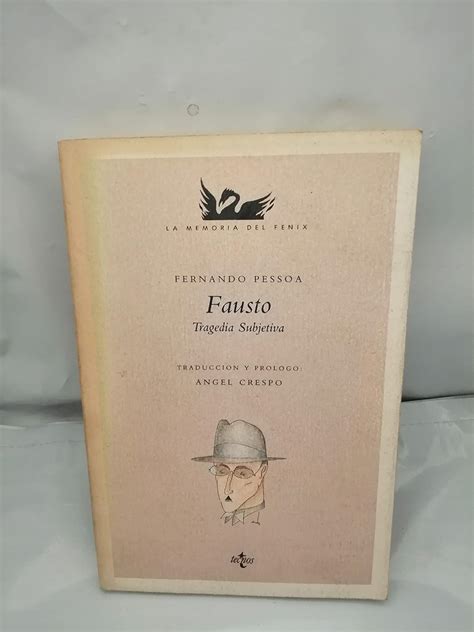 LA MEMORIA DEL FENIX
FERNANDO PESSOA
Fausto
Tragedia Subjetiva
TRADUCCION Y PROLOGO:
ANGEL CRESPO
tecnos